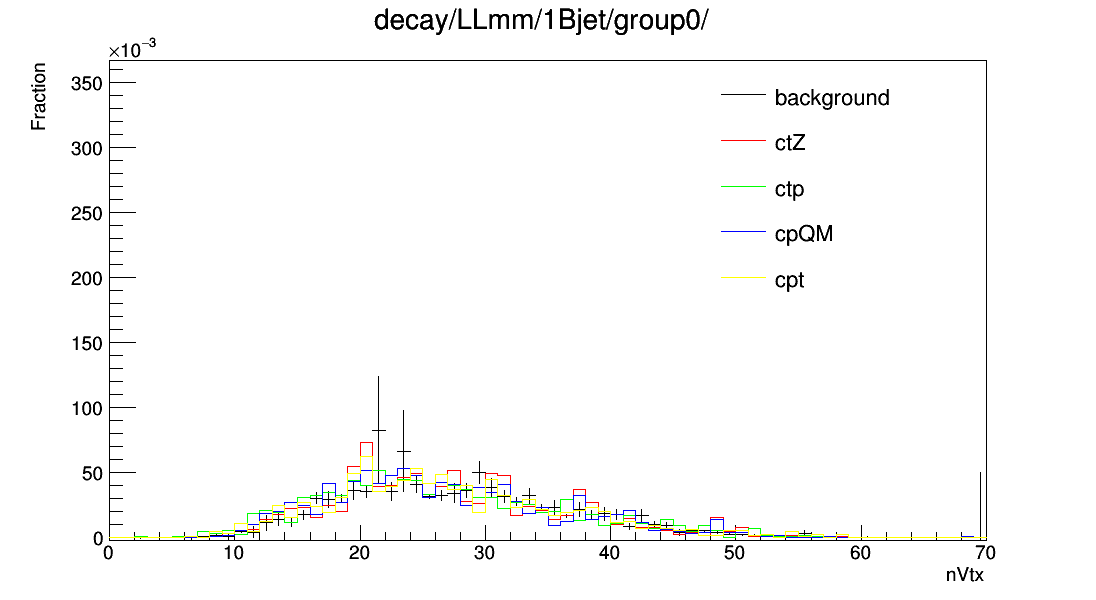 decay/LLmm/1Bjet/group0/
×10⁻³
Fraction
350
300
250
200
150
100
50
0
background
ctZ
ctp
cpQM
cpt
0 10 20 30 40 50 60 70
nVtx